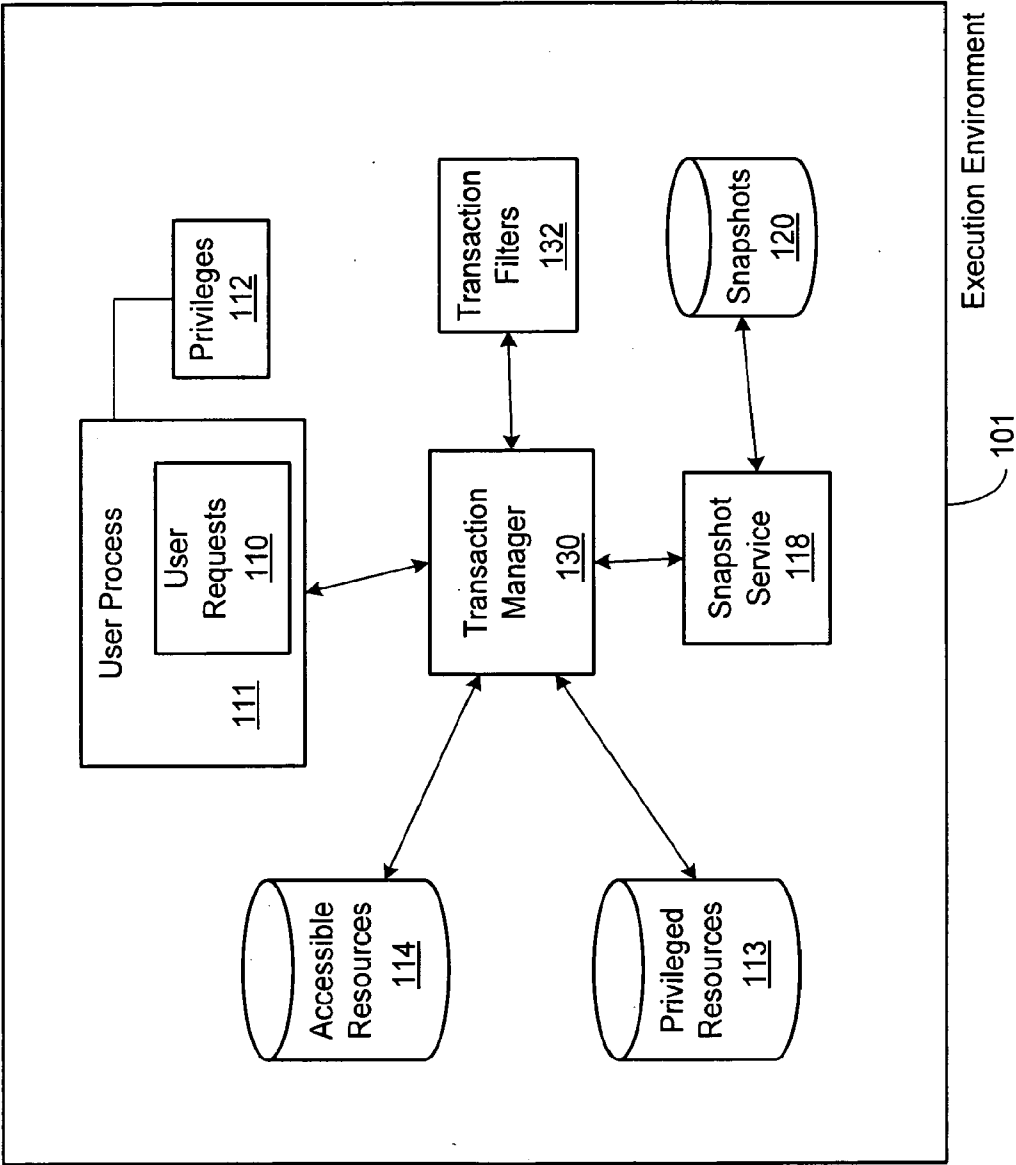 User Process
111
User
Requests
110
Privileges
112
Accessible
Resources
114
Transaction
Manager
130
Transaction
Filters
132
Privileged
Resources
113
Snapshot
Service
118
Snapshots
120
101
Execution Environment